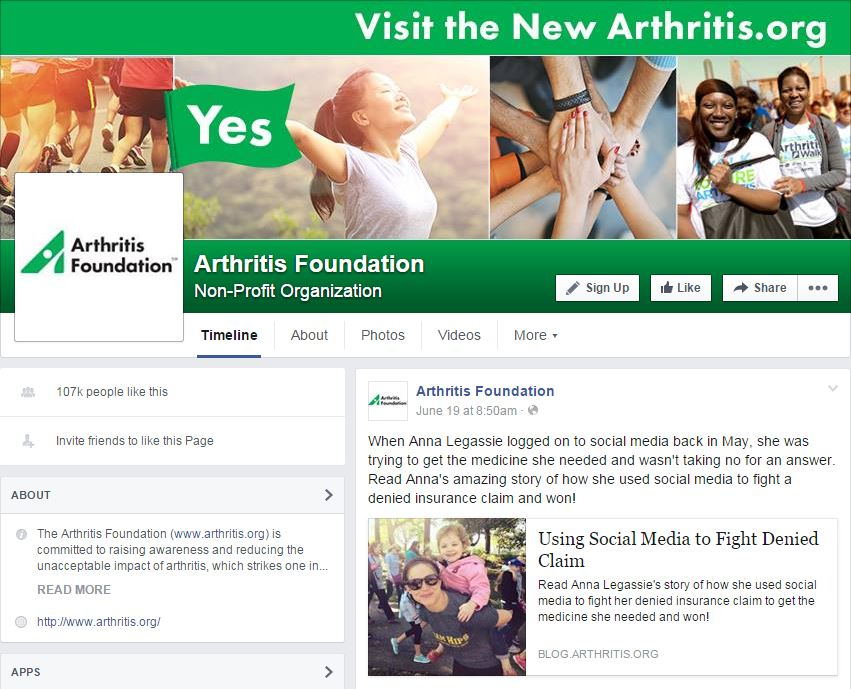 Visit the New Arthritis.org
Yes
Arthritis
Walk
Arthritis
Foundation™
Arthritis Foundation
Non-Profit Organization
Sign Up
Like
Share
Timeline
About
Photos
Videos
More
107k people like this
Invite friends to like this Page
ABOUT
The Arthritis Foundation (www.arthritis.org) is
committed to raising awareness and reducing the
unacceptable impact of arthritis, which strikes one in...
READ MORE
http://www.arthritis.org/
APPS
Arthritis
Foundation
Arthritis Foundation
June 19 at 8:50am ·
When Anna Legassie logged on to social media back in May, she was
trying to get the medicine she needed and wasn't taking no for an answer.
Read Anna's amazing story of how she used social media to fight a
denied insurance claim and won!
Using Social Media to Fight Denied
Claim
Read Anna Legassie's story of how she used social
media to fight her denied insurance claim to get the
medicine she needed and won!
BLOG.ARTHRITIS.ORG